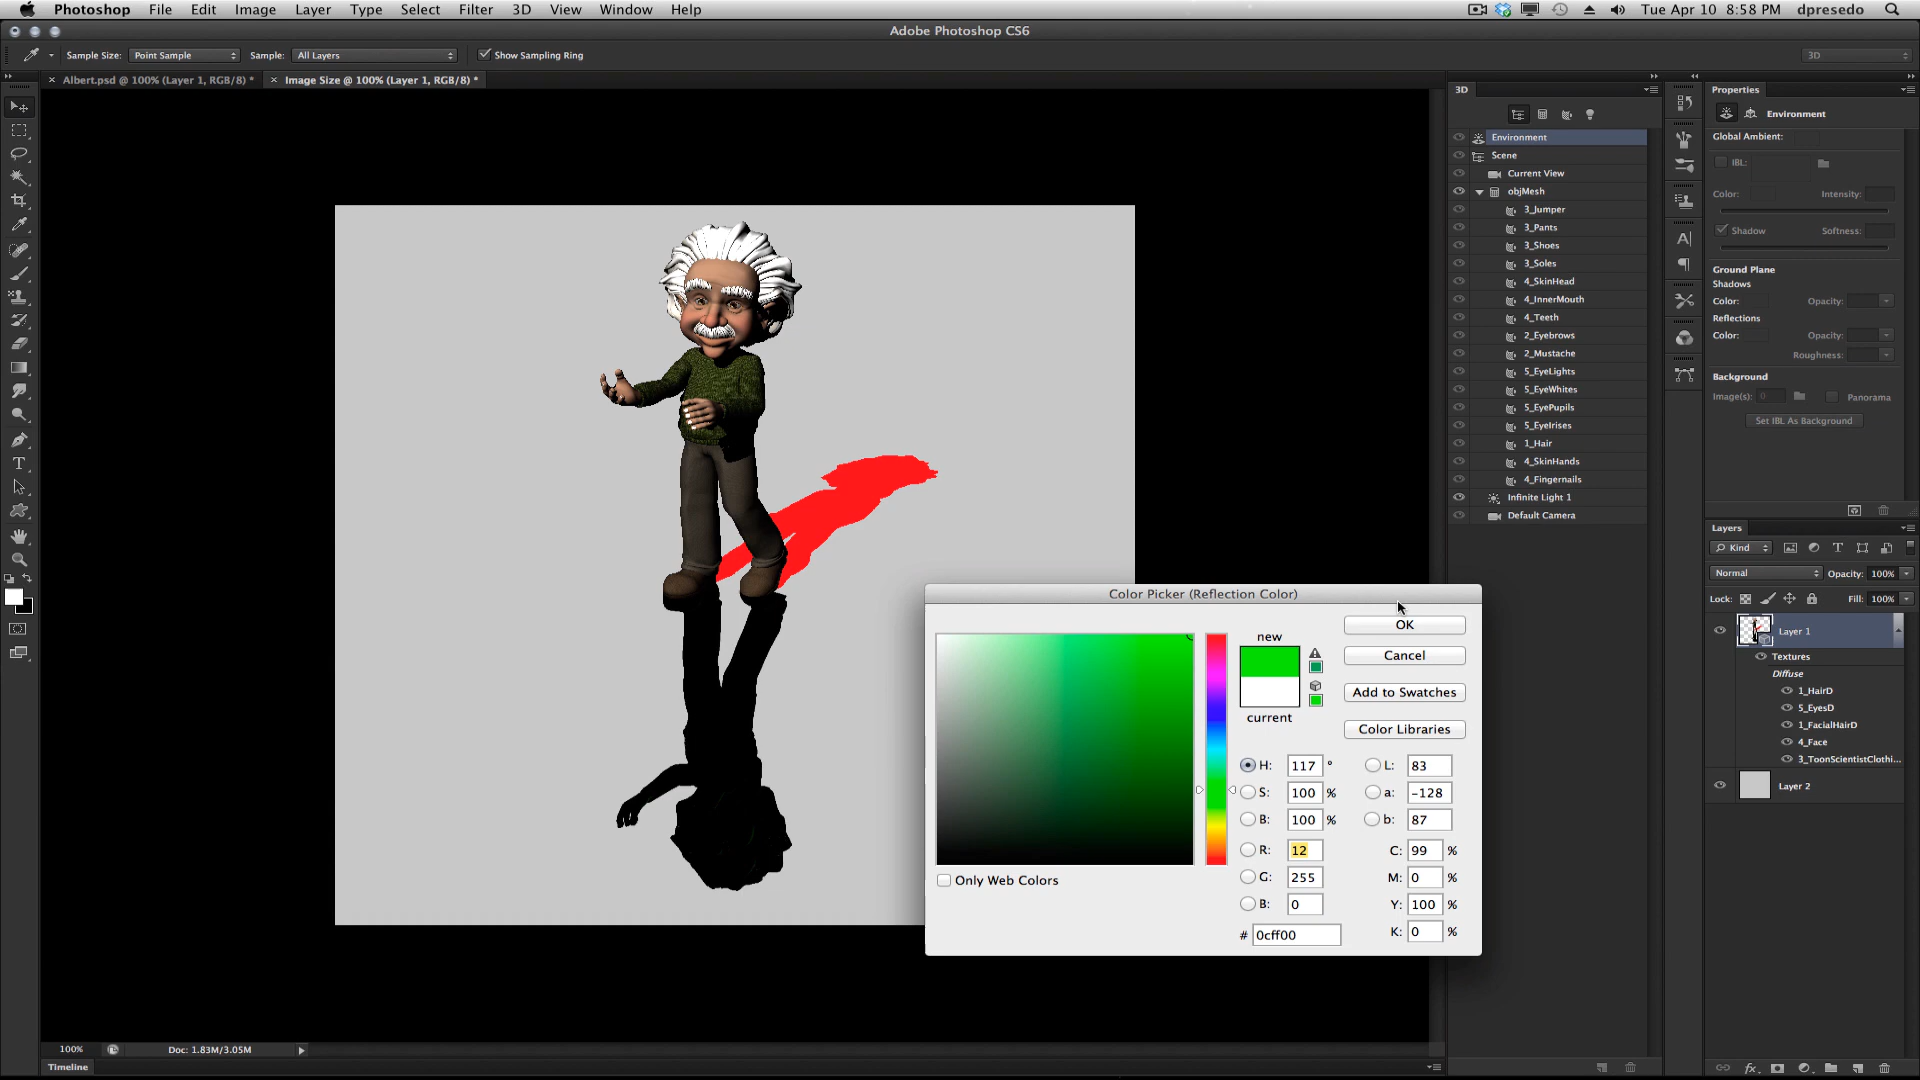 Photoshop File Edit Image Layer Type Select Filter 3D View Window Help Tue Apr 10 8:58 PM dpresedo
Adobe Photoshop CS6
Sample Size: Point Sample Sample: All Layers Show Sampling Ring 3D
Albert.psd @ 100% (Layer 1, RGB/8) * Image Size @ 100% (Layer 1, RGB/8) *
3D
Environment
Scene
Current View
objMesh
3_Jumper
3_Pants
3_Shoes
3_Soles
4_SkinHead
4_InnerMouth
4_Teeth
2_Eyebrows
2_Mustache
5_EyeLights
5_EyeWhites
5_EyePupils
5_EyeIrises
1_Hair
4_SkinHands
4_Fingernails
Infinite Light 1
Default Camera
Properties
Environment
Global Ambient:
IBL:
Color: Intensity:
Shadow Softness:
Ground Plane
Shadows
Color: Opacity:
Reflections
Color: Opacity:
Roughness:
Background
Image(s): 0 Panorama
Set IBL As Background
Layers
Kind
Normal Opacity: 100%
Lock: Fill: 100%
Layer 1
Textures
Diffuse
1_HairD
5_EyesD
1_FacialHairD
4_Face
3_ToonScientistClothi...
Layer 2
Color Picker (Reflection Color)
new
current
OK
Cancel
Add to Swatches
Color Libraries
H: 117 ° L: 83
S: 100 % a: -128
B: 100 % b: 87
R: 12 C: 99 %
G: 255 M: 0 %
B: 0 Y: 100 %
# 0cff00 K: 0 %
Only Web Colors
100% Doc: 1.83M/3.05M
Timeline